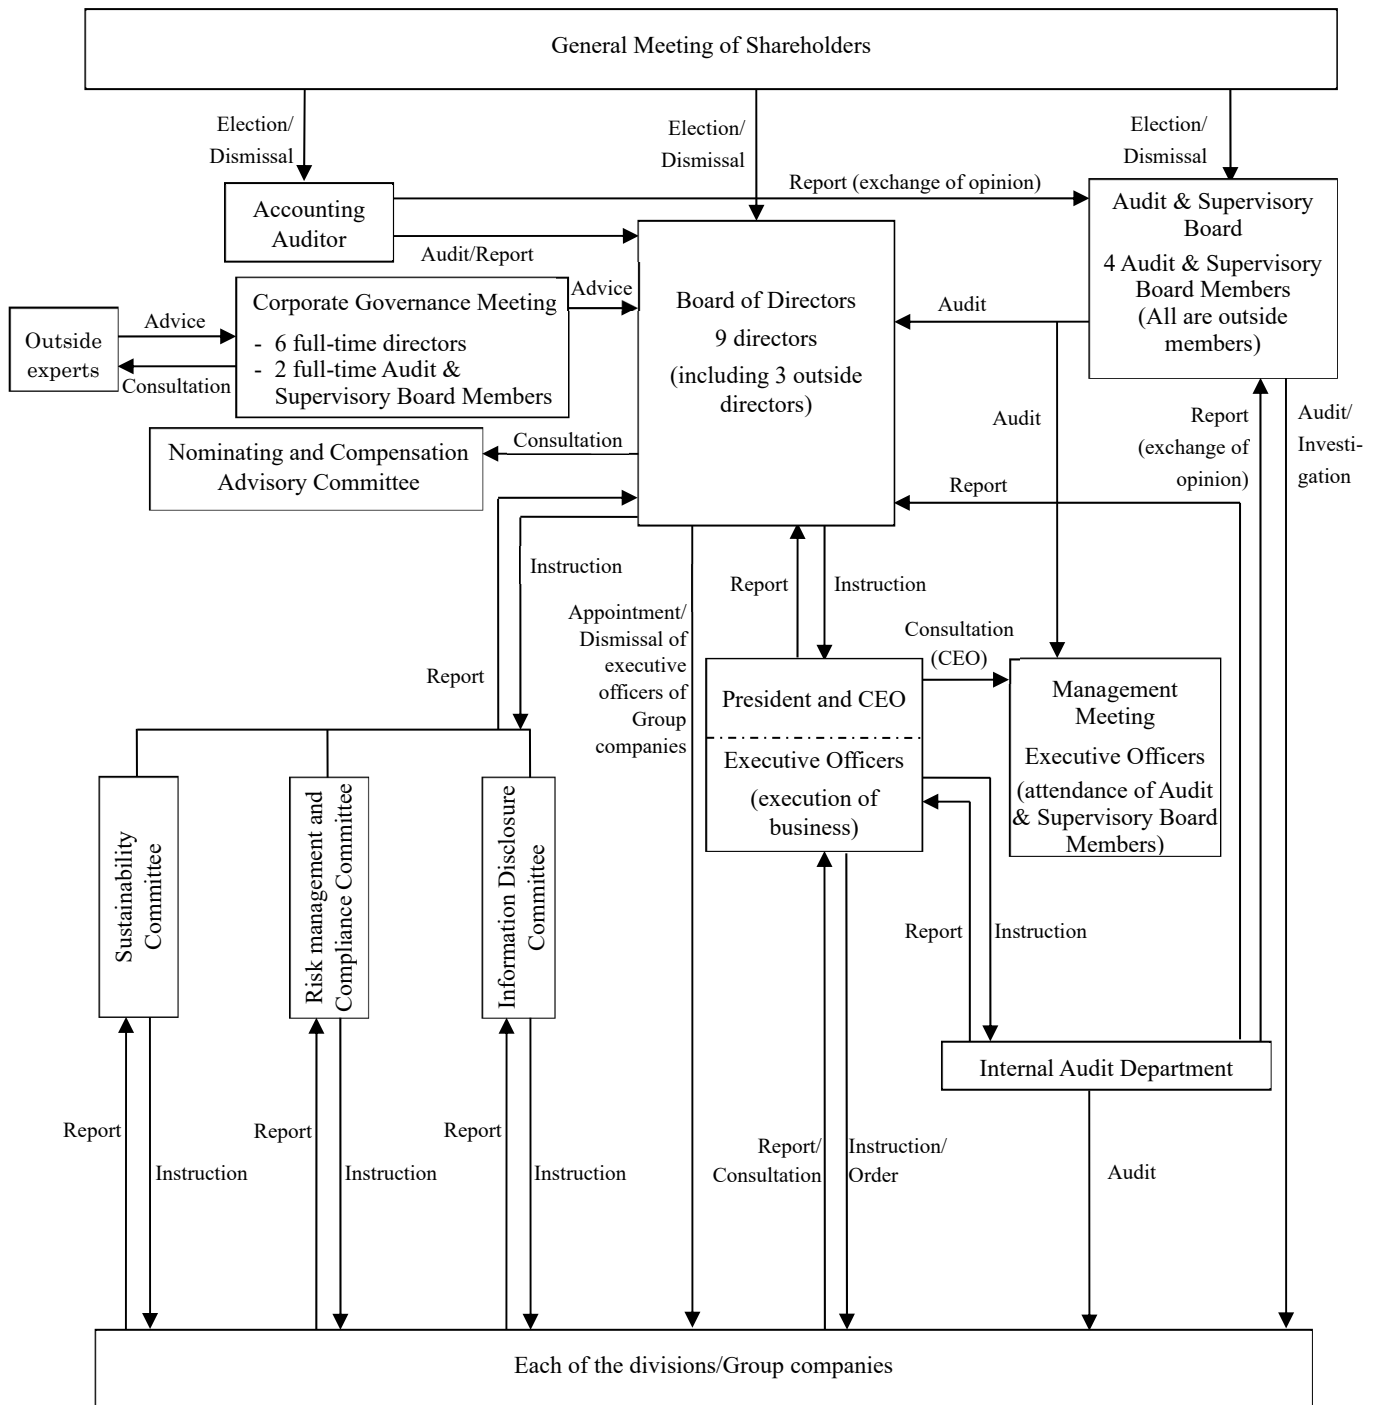 General Meeting of Shareholders
Election/
Dismissal
Election/
Dismissal
Election/
Dismissal
Accounting
Auditor
Report (exchange of opinion)
Audit/Report
Audit & Supervisory
Board
4 Audit & Supervisory
Board Members
(All are outside
members)
Outside
experts
Advice
Consultation
Corporate Governance Meeting
- 6 full-time directors
- 2 full-time Audit &
Supervisory Board Members
Advice
Board of Directors
9 directors
(including 3 outside
directors)
Audit
Audit
Report
(exchange of
opinion)
Audit/
Investi-
gation
Nominating and Compensation
Advisory Committee
Consultation
Report
Instruction
Report
Appointment/
Dismissal of
executive
officers of
Group
companies
Report
Instruction
Consultation
(CEO)
President and CEO
Executive Officers
(execution of
business)
Management
Meeting
Executive Officers
(attendance of Audit
& Supervisory Board
Members)
Sustainability
Committee
Risk management and
Compliance Committee
Information Disclosure
Committee
Report
Instruction
Internal Audit Department
Report
Instruction
Report
Instruction
Report
Instruction
Report/
Consultation
Instruction/
Order
Audit
Each of the divisions/Group companies